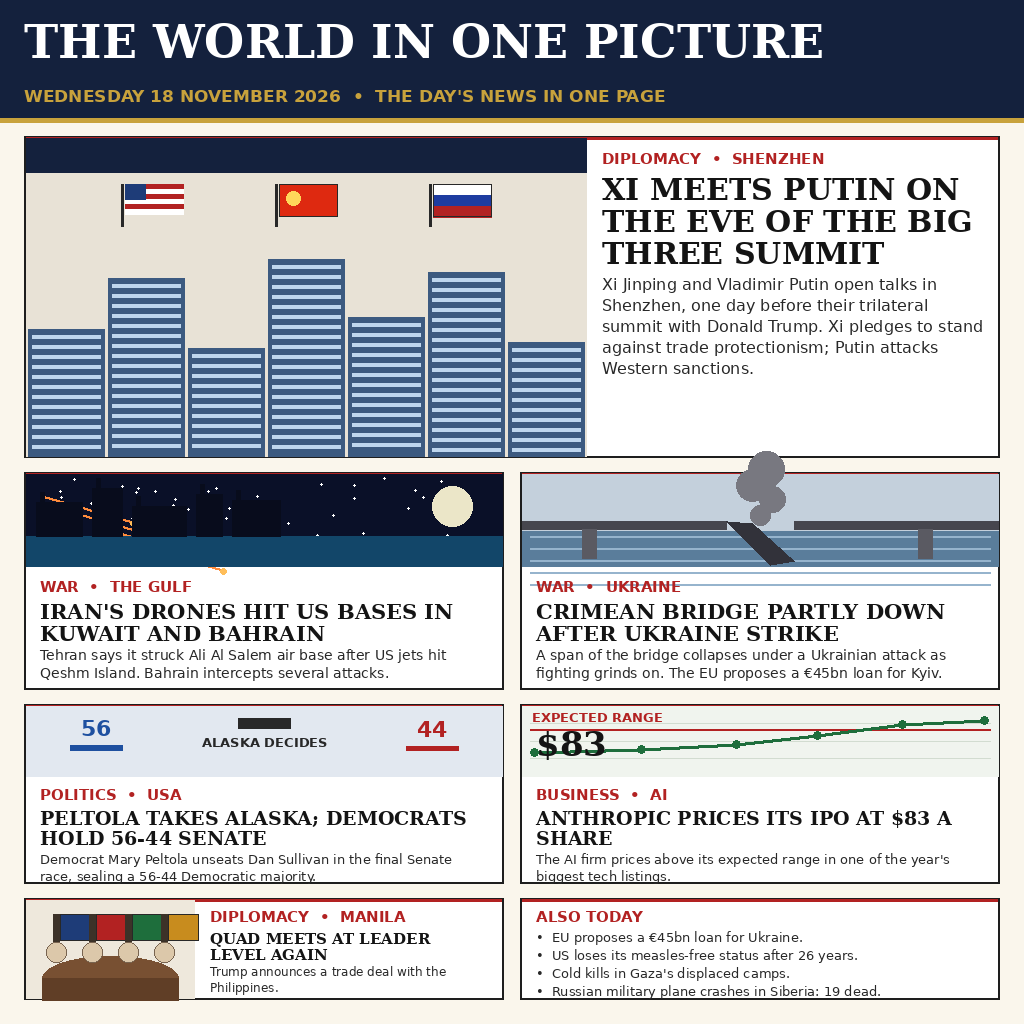 THE WORLD IN ONE PICTURE
WEDNESDAY 18 NOVEMBER 2026 • THE DAY'S NEWS IN ONE PAGE
DIPLOMACY • SHENZHEN
XI MEETS PUTIN ON
THE EVE OF THE BIG
THREE SUMMIT
Xi Jinping and Vladimir Putin open talks in
Shenzhen, one day before their trilateral
summit with Donald Trump. Xi pledges to stand
against trade protectionism; Putin attacks
Western sanctions.
WAR • THE GULF
IRAN'S DRONES HIT US BASES IN
KUWAIT AND BAHRAIN
Tehran says it struck Ali Al Salem air base after US jets hit
Qeshm Island. Bahrain intercepts several attacks.
WAR • UKRAINE
CRIMEAN BRIDGE PARTLY DOWN
AFTER UKRAINE STRIKE
A span of the bridge collapses under a Ukrainian attack as
fighting grinds on. The EU proposes a €45bn loan for Kyiv.
56
ALASKA DECIDES
44
POLITICS • USA
PELTOLA TAKES ALASKA; DEMOCRATS
HOLD 56-44 SENATE
Democrat Mary Peltola unseats Dan Sullivan in the final Senate
race, sealing a 56-44 Democratic majority.
EXPECTED RANGE
$83
BUSINESS • AI
ANTHROPIC PRICES ITS IPO AT $83 A
SHARE
The AI firm prices above its expected range in one of the year's
biggest tech listings.
DIPLOMACY • MANILA
QUAD MEETS AT LEADER
LEVEL AGAIN
Trump announces a trade deal with the
Philippines.
ALSO TODAY
• EU proposes a €45bn loan for Ukraine.
• US loses its measles-free status after 26 years.
• Cold kills in Gaza's displaced camps.
• Russian military plane crashes in Siberia: 19 dead.